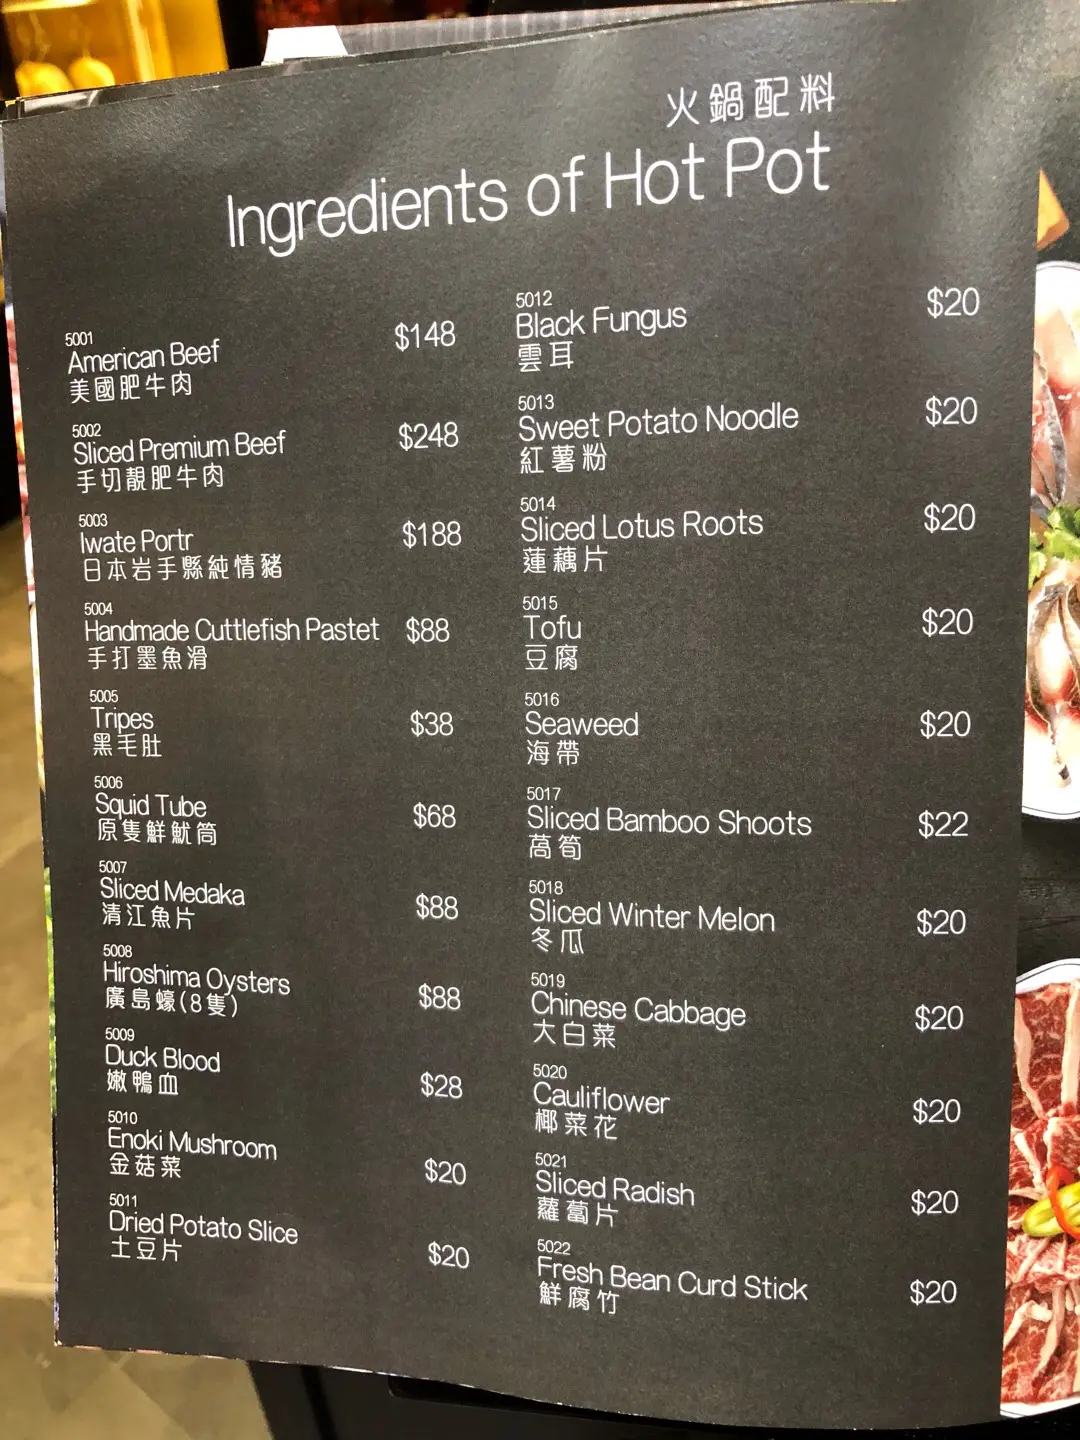 火鍋配料
Ingredients of Hot Pot
5001
American Beef $148
美國肥牛肉
5002
Sliced Premium Beef $248
手切靚肥牛肉
5003
Iwate Portr $188
日本岩手縣純情豬
5004
Handmade Cuttlefish Pastet $88
手打墨魚滑
5005
Tripes $38
黑毛肚
5006
Squid Tube $68
原隻鮮魷筒
5007
Sliced Medaka $88
清江魚片
5008
Hiroshima Oysters $88
廣島蠔(8隻)
5009
Duck Blood $28
嫩鴨血
5010
Enoki Mushroom $20
金菇菜
5011
Dried Potato Slice $20
土豆片
5012
Black Fungus $20
雲耳
5013
Sweet Potato Noodle $20
紅薯粉
5014
Sliced Lotus Roots $20
蓮藕片
5015
Tofu $20
豆腐
5016
Seaweed $20
海帶
5017
Sliced Bamboo Shoots $22
萵筍
5018
Sliced Winter Melon $20
冬瓜
5019
Chinese Cabbage $20
大白菜
5020
Cauliflower $20
椰菜花
5021
Sliced Radish $20
蘿蔔片
5022
Fresh Bean Curd Stick $20
鮮腐竹